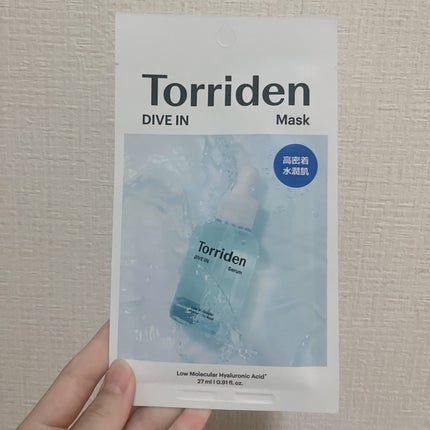 Torriden
DIVE IN Mask
高密着
水潤肌
Torriden
DIVE IN
Serum
Low Molecular Hyaluronic Acid*
27 ml | 0.91 fl. oz.